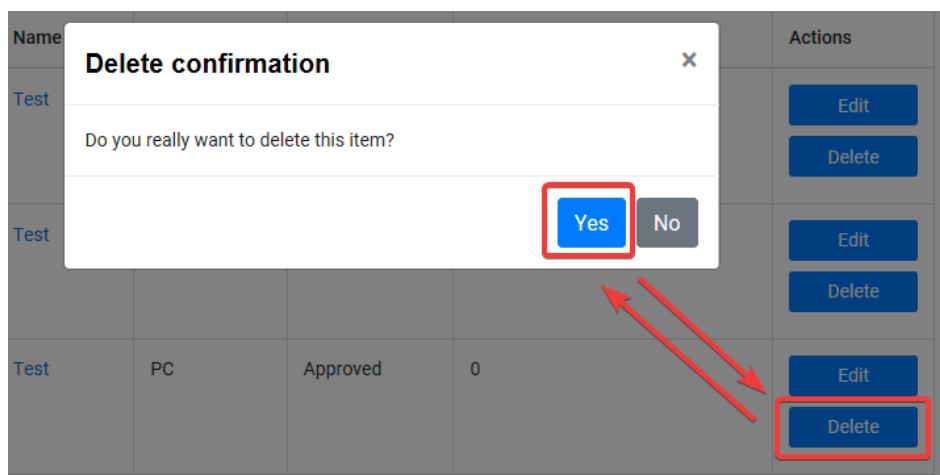 Name
Actions
Delete confirmation ×
Do you really want to delete this item?
Yes No
Test
Edit
Delete
Test
Edit
Delete
Test PC Approved 0
Edit
Delete